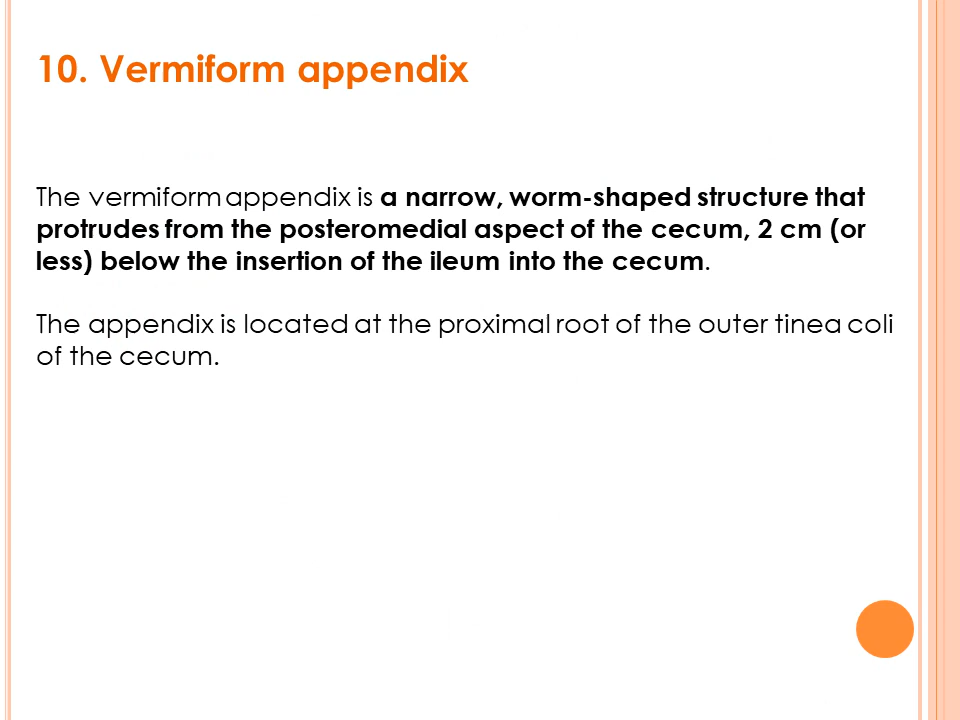 10. Vermiform appendix
The vermiform appendix is a narrow, worm-shaped structure that
protrudes from the posteromedial aspect of the cecum, 2 cm (or
less) below the insertion of the ileum into the cecum.
The appendix is located at the proximal root of the outer tinea coli
of the cecum.